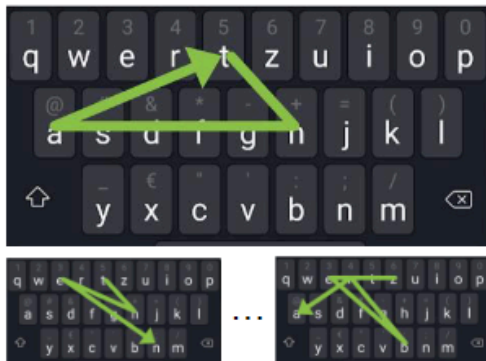 1 2 3 4 5 6 7 8 9 0
q w e r t z u i o p
@ & * - + = ( )
a s d f g h j k l
_ € " ' : ; /
y x c v b n m
q w e r t z u i o p
a s d f g h j k l
y x c v b n m
...
q w e r t z u i o p
a s d f g h j k l
y x c v b n m